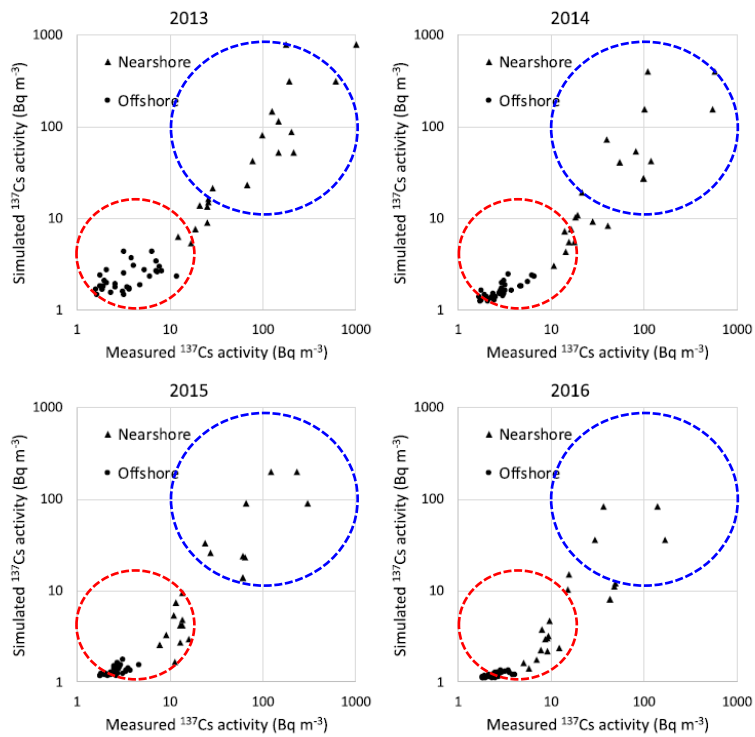 2013
1000
100
10
1
1 10 100 1000
▲ Nearshore
● Offshore
Simulated ¹³⁷Cs activity (Bq m⁻³)
Measured ¹³⁷Cs activity (Bq m⁻³)
2014
1000
100
10
1
1 10 100 1000
▲ Nearshore
● Offshore
Simulated ¹³⁷Cs activity (Bq m⁻³)
Measured ¹³⁷Cs activity (Bq m⁻³)
2015
1000
100
10
1
1 10 100 1000
▲ Nearshore
● Offshore
Simulated ¹³⁷Cs activity (Bq m⁻³)
Measured ¹³⁷Cs activity (Bq m⁻³)
2016
1000
100
10
1
1 10 100 1000
▲ Nearshore
● Offshore
Simulated ¹³⁷Cs activity (Bq m⁻³)
Measured ¹³⁷Cs activity (Bq m⁻³)